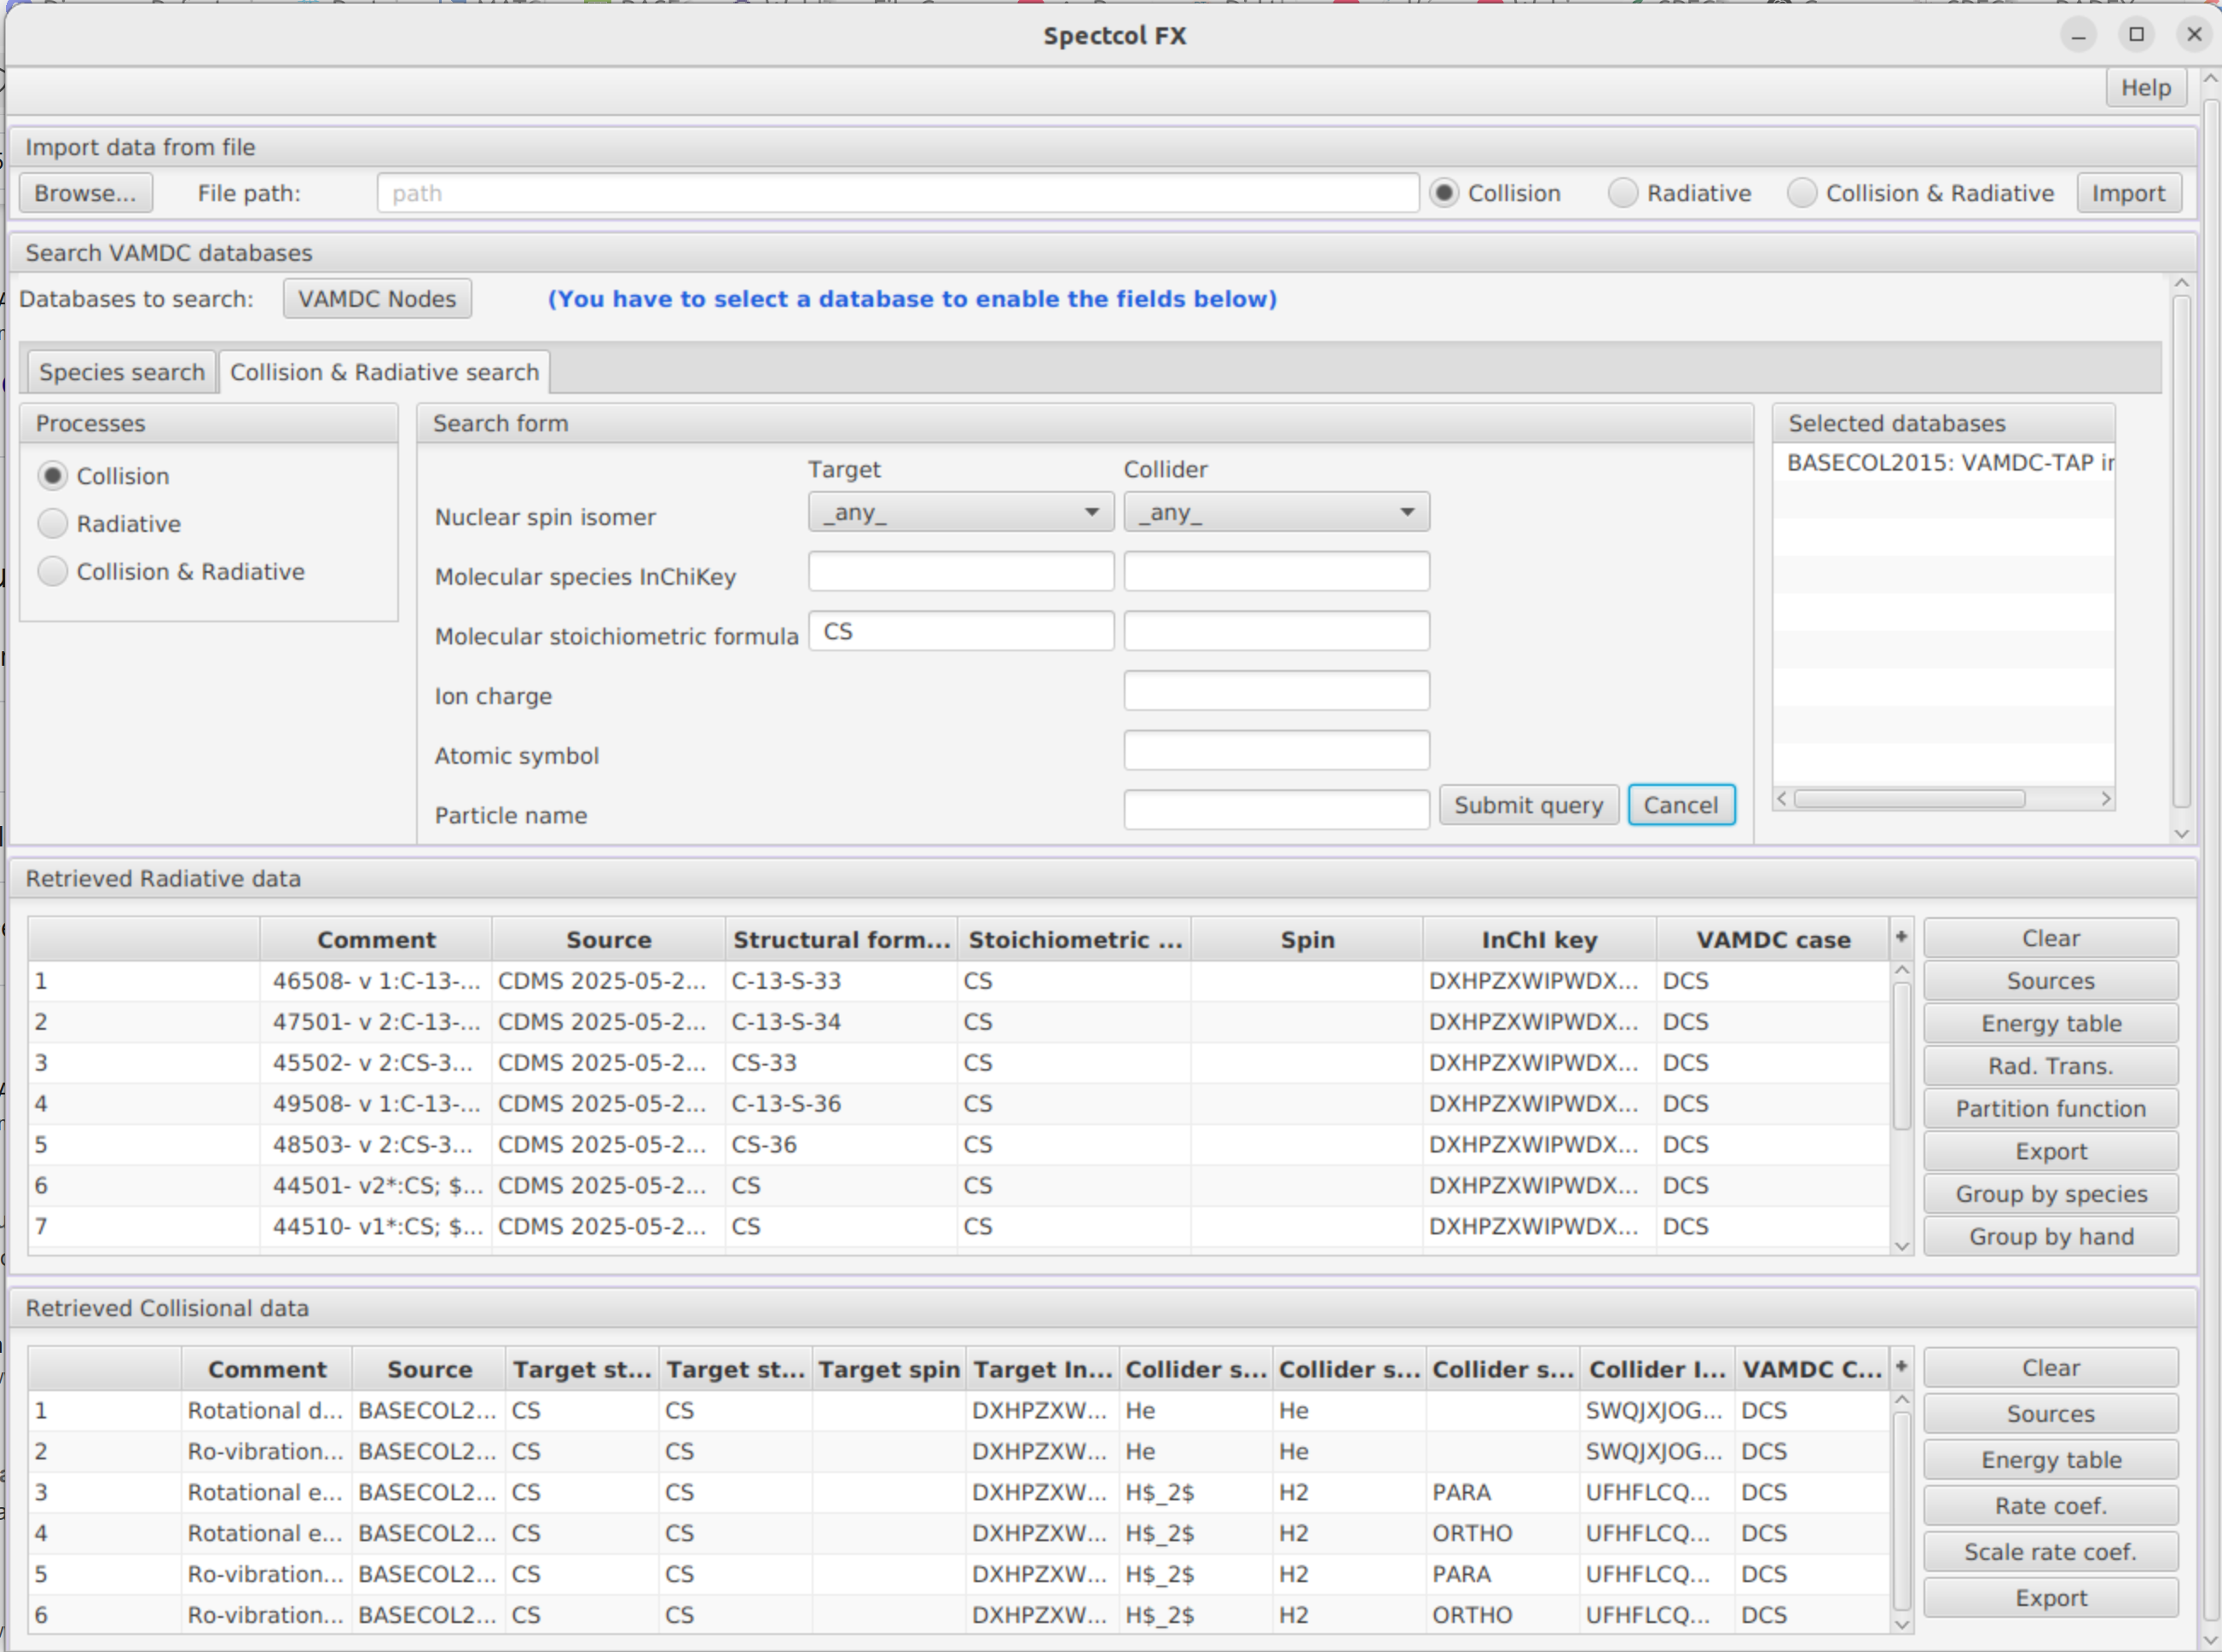 Spectcol FX
Help
Import data from file
Browse... File path: path Collision Radiative Collision & Radiative Import
Search VAMDC databases
Databases to search: VAMDC Nodes (You have to select a database to enable the fields below)
Species search Collision & Radiative search
Processes
Collision
Radiative
Collision & Radiative
Search form
Target Collider
Nuclear spin isomer _any_ _any_
Molecular species InChiKey
Molecular stoichiometric formula CS
Ion charge
Atomic symbol
Particle name Submit query Cancel
Selected databases
BASECOL2015: VAMDC-TAP in
Retrieved Radiative data
Comment Source Structural form... Stoichiometric ... Spin InChI key VAMDC case +
1 46508- v 1:C-13-... CDMS 2025-05-2... C-13-S-33 CS DXHPZXWIPWDX... DCS
2 47501- v 2:C-13-... CDMS 2025-05-2... C-13-S-34 CS DXHPZXWIPWDX... DCS
3 45502- v 2:CS-3... CDMS 2025-05-2... CS-33 CS DXHPZXWIPWDX... DCS
4 49508- v 1:C-13-... CDMS 2025-05-2... C-13-S-36 CS DXHPZXWIPWDX... DCS
5 48503- v 2:CS-3... CDMS 2025-05-2... CS-36 CS DXHPZXWIPWDX... DCS
6 44501- v2*:CS; $... CDMS 2025-05-2... CS CS DXHPZXWIPWDX... DCS
7 44510- v1*:CS; $... CDMS 2025-05-2... CS CS DXHPZXWIPWDX... DCS
Clear
Sources
Energy table
Rad. Trans.
Partition function
Export
Group by species
Group by hand
Retrieved Collisional data
Comment Source Target st... Target st... Target spin Target In... Collider s... Collider s... Collider s... Collider I... VAMDC C... +
1 Rotational d... BASECOL2... CS CS DXHPZXW... He He SWQJXJOG... DCS
2 Ro-vibration... BASECOL2... CS CS DXHPZXW... He He SWQJXJOG... DCS
3 Rotational e... BASECOL2... CS CS DXHPZXW... H$_2$ H2 PARA UFHFLCQ... DCS
4 Rotational e... BASECOL2... CS CS DXHPZXW... H$_2$ H2 ORTHO UFHFLCQ... DCS
5 Ro-vibration... BASECOL2... CS CS DXHPZXW... H$_2$ H2 PARA UFHFLCQ... DCS
6 Ro-vibration... BASECOL2... CS CS DXHPZXW... H$_2$ H2 ORTHO UFHFLCQ... DCS
Clear
Sources
Energy table
Rate coef.
Scale rate coef.
Export